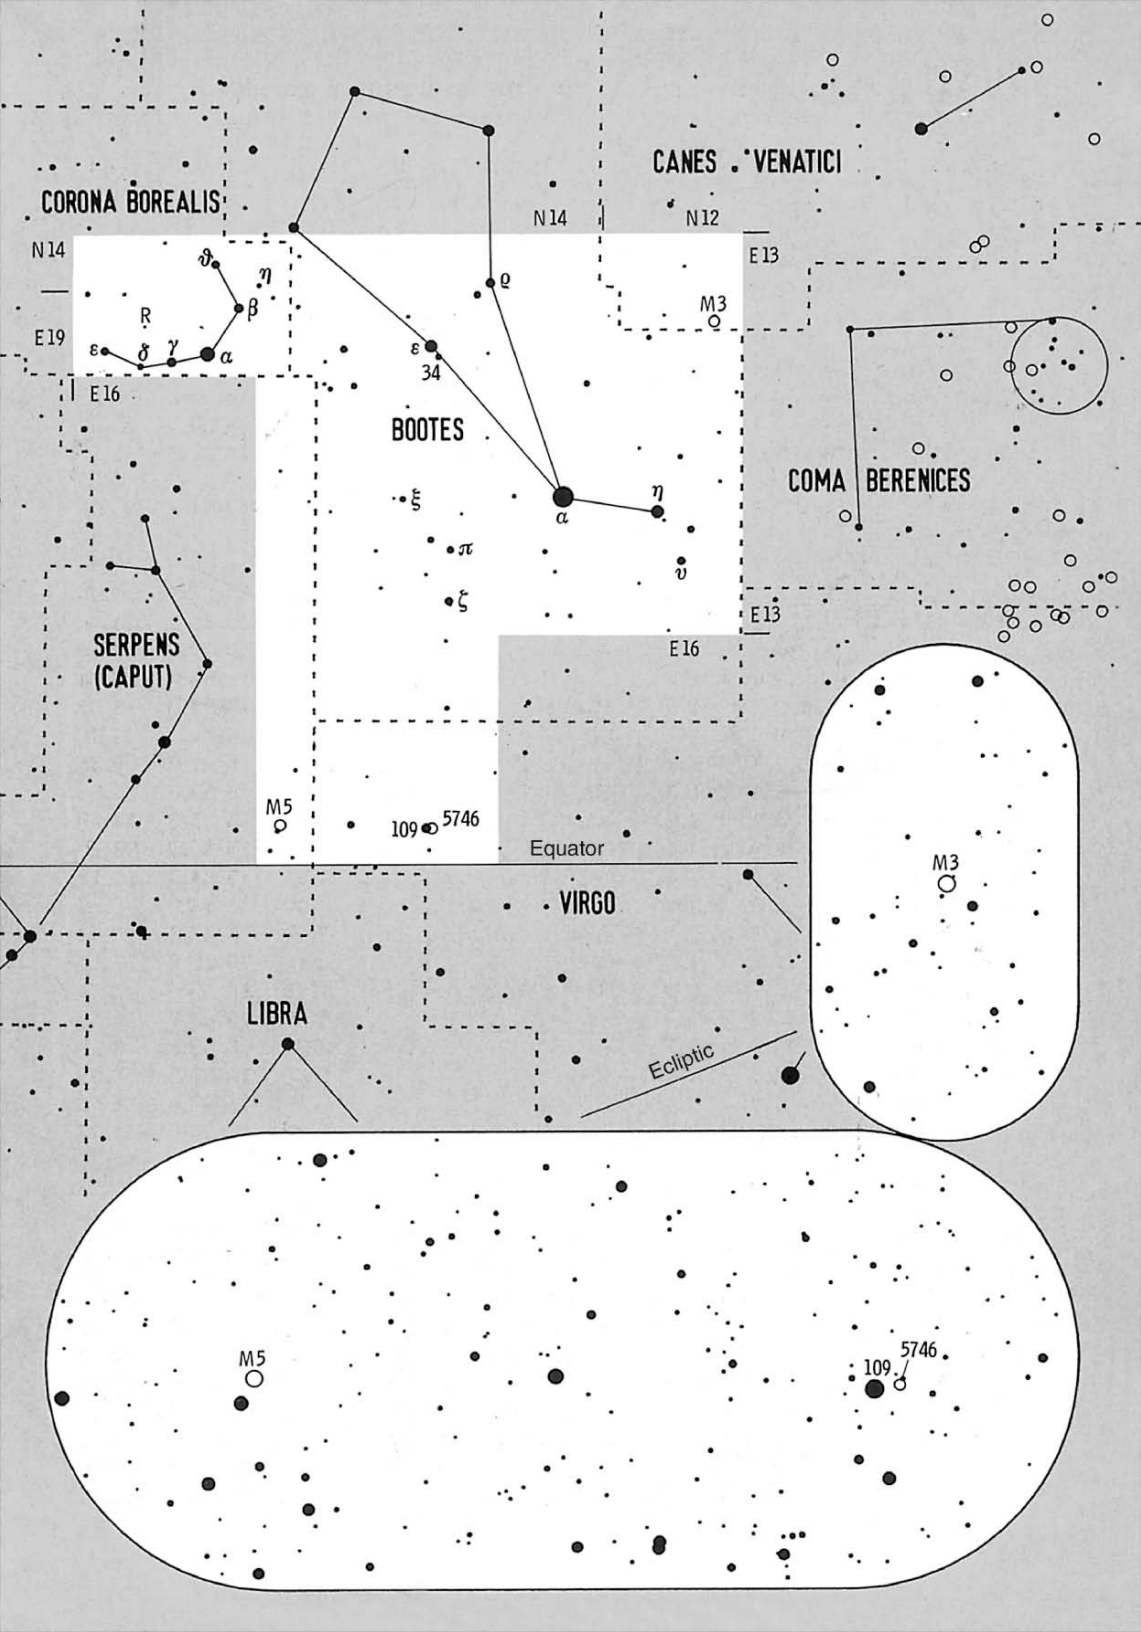 CANES VENATICI
CORONA BOREALIS
N14
N12
N14
E13
ϑ
η
ϱ
R
β
M3
E19
ε
δ
γ
α
ε
34
E16
BOOTES
COMA BERENICES
ξ
η
α
π
υ
ζ
E13
SERPENS
(CAPUT)
E16
M5
109
5746
Equator
M3
VIRGO
LIBRA
Ecliptic
M5
5746
109